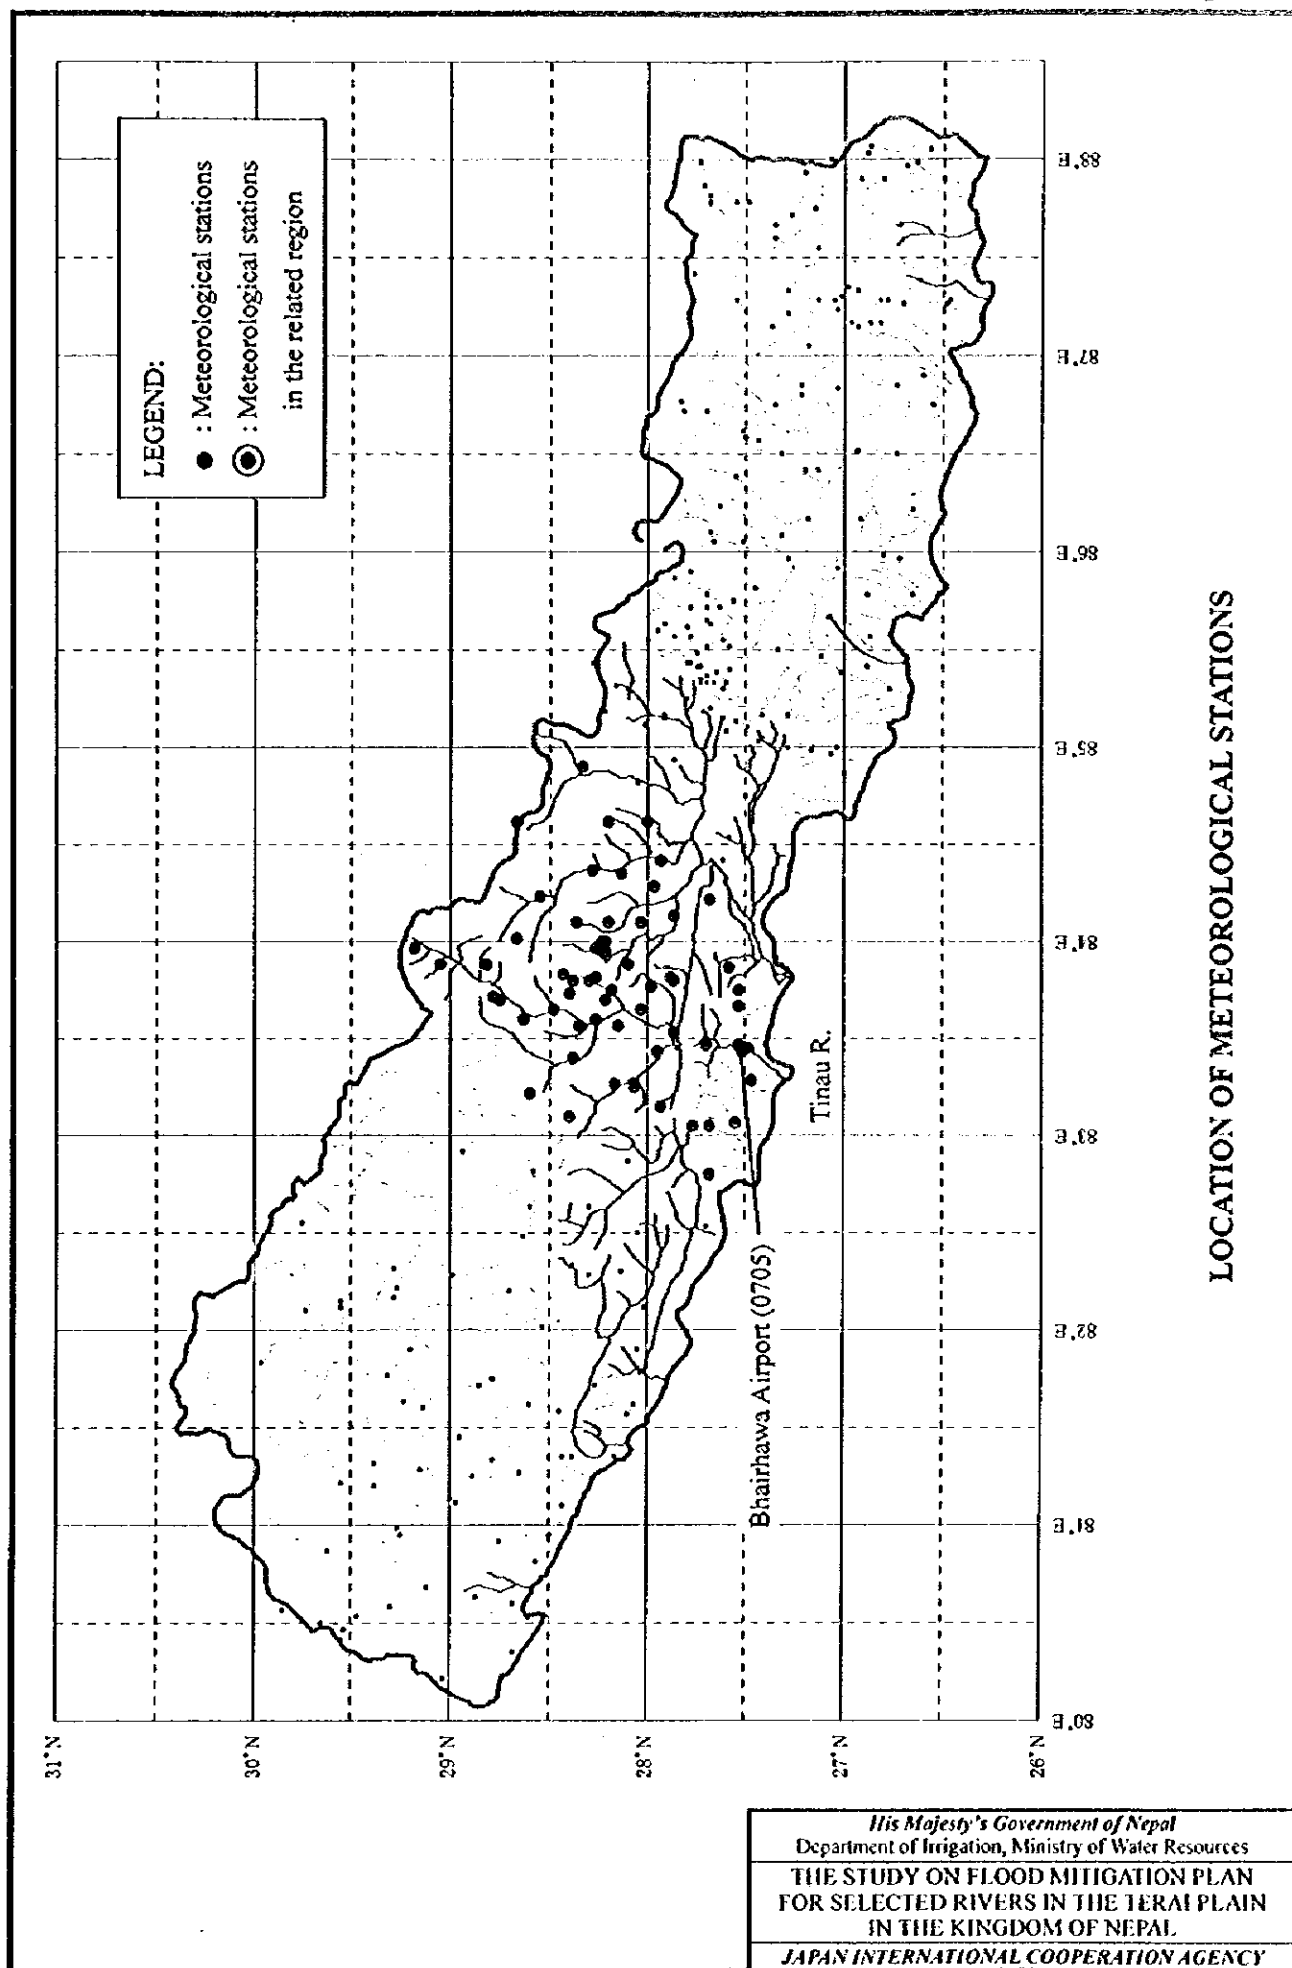 LEGEND:
: Meteorological stations
: Meteorological stations
in the related region
31°N
30°N
29°N
28°N
27°N
26°N
80°E
81°E
82°E
83°E
84°E
85°E
86°E
87°E
88°E
Tinau R.
Bhairhawa Airport (0705)
LOCATION OF METEOROLOGICAL STATIONS
His Majesty's Government of Nepal
Department of Irrigation, Ministry of Water Resources
THE STUDY ON FLOOD MITIGATION PLAN
FOR SELECTED RIVERS IN THE TERAI PLAIN
IN THE KINGDOM OF NEPAL
JAPAN INTERNATIONAL COOPERATION AGENCY